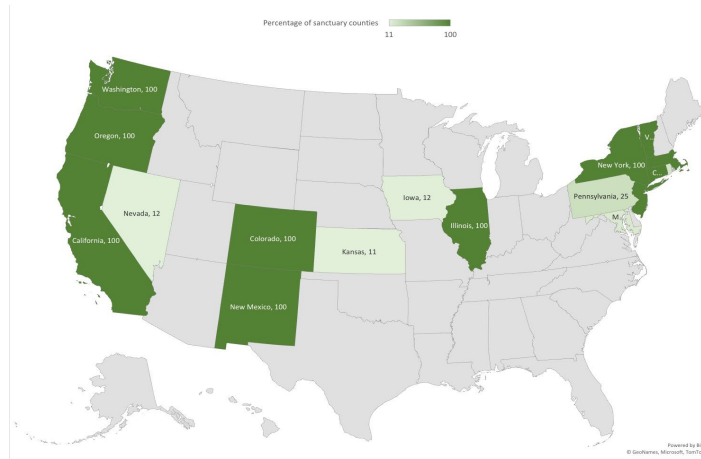 Percentage of sanctuary counties
11 100
Washington, 100
Oregon, 100
V...
New York, 100
C...
Pennsylvania, 25
Iowa, 12
Nevada, 12
M...
Illinois, 100
California, 100
Colorado, 100
Kansas, 11
New Mexico, 100
Powered by Bi
© GeoNames, Microsoft, TomTo